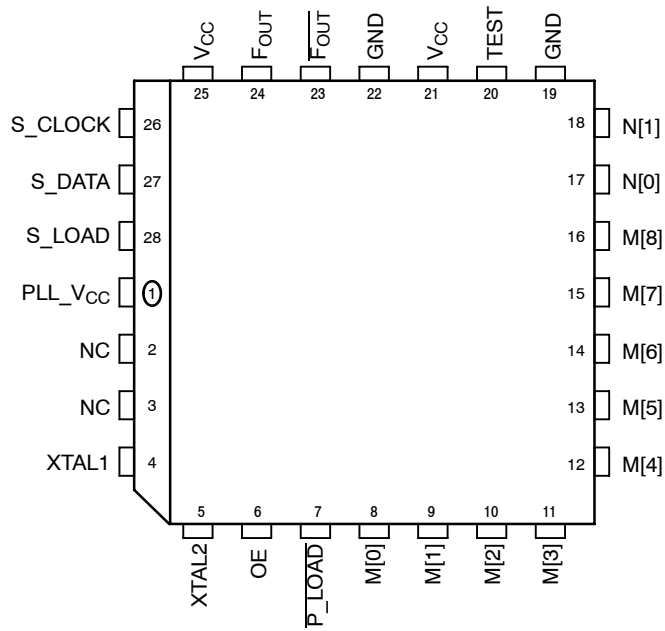 VCC FOUT F̅O̅U̅T̅ GND VCC TEST GND
25 24 23 22 21 20 19
S_CLOCK 26 18 N[1]
S_DATA 27 17 N[0]
S_LOAD 28 16 M[8]
PLL_VCC 1 15 M[7]
NC 2 14 M[6]
NC 3 13 M[5]
XTAL1 4 12 M[4]
5 6 7 8 9 10 11
XTAL2 OE P̅_̅L̅O̅A̅D̅ M[0] M[1] M[2] M[3]